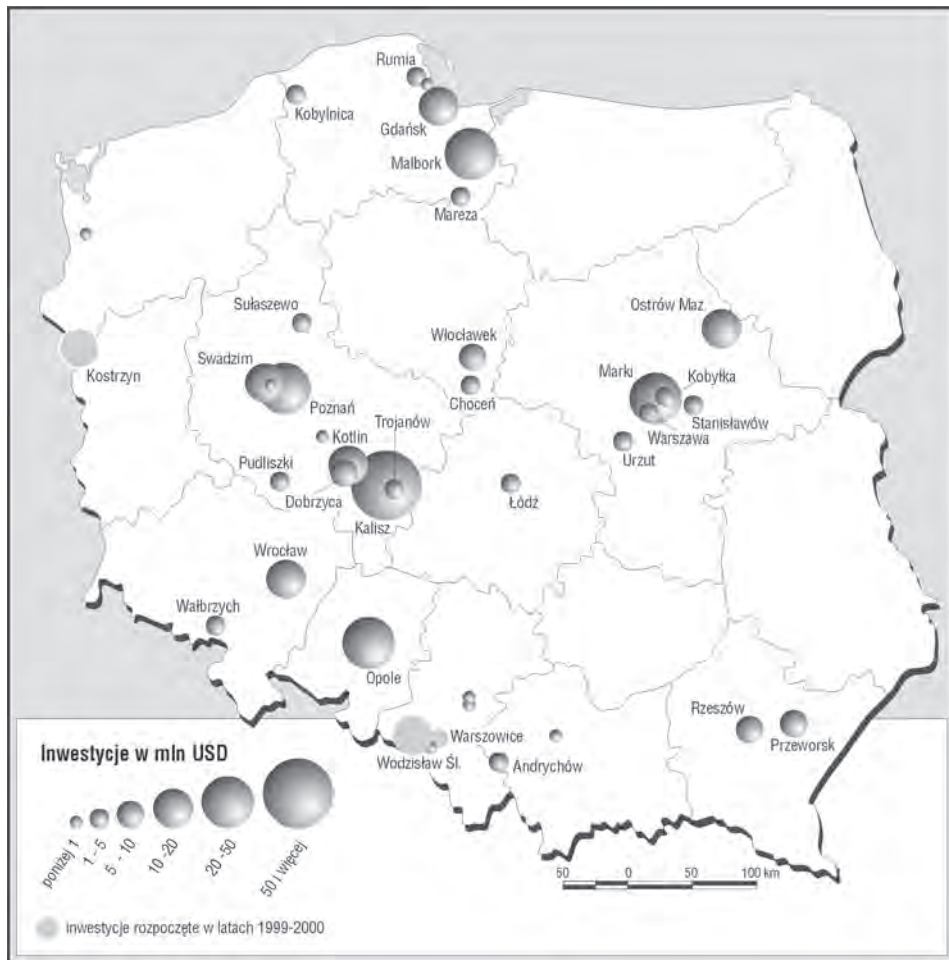 Rumia
Kobylnica
Gdańsk
Malbork
Mareza
Sułaszewo
Ostrów Maz
Włocławek
Swadzim
Marki
Kobyłka
Kostrzyn
Choceń
Stanisławów
Poznań
Trojanów
Warszawa
Kotlin
Urzut
Pudliszki
Dobrzyca
Łódź
Kalisz
Wrocław
Wałbrzych
Opole
Rzeszów
Przeworsk
Warszowice
Wodzisław Śl.
Andrychów
Inwestycje w mln USD
poniżej 1
1 - 5
5 - 10
10 -20
20 -50
50 i więcej
50 0 50 100 km
inwestycje rozpoczęte w latach 1999-2000